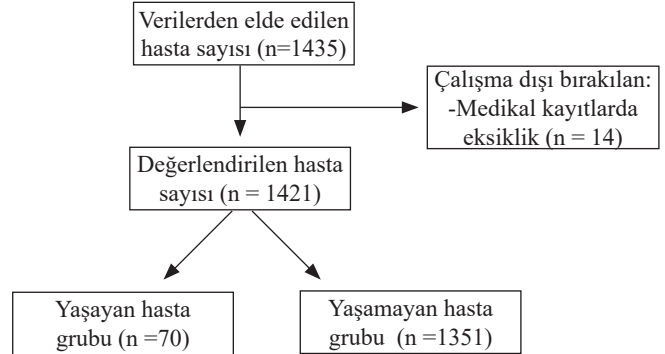 Verilerden elde edilen
hasta sayısı (n=1435)
Çalışma dışı bırakılan:
-Medikal kayıtlarda
eksiklik (n = 14)
Değerlendirilen hasta
sayısı (n = 1421)
Yaşayan hasta
grubu (n =70)
Yaşamayan hasta
grubu  (n =1351)